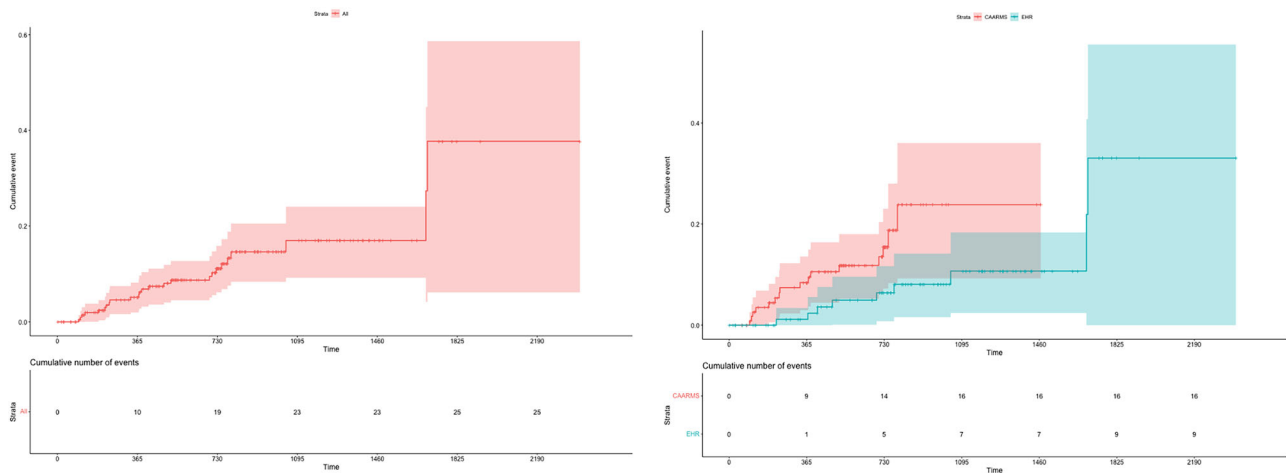 Strata All
Cumulative event
0.6
0.4
0.2
0.0
0 365 730 1095 1460 1825 2190
Time
Cumulative number of events
Strata
All 0 10 19 23 23 25 25
0 365 730 1095 1460 1825 2190
Time
Strata CAARMS EHR
Cumulative event
0.4
0.2
0.0
0 365 730 1095 1460 1825 2190
Time
Cumulative number of events
Strata
CAARMS 0 9 14 16 16 16 16
EHR 0 1 5 7 7 9 9
0 365 730 1095 1460 1825 2190
Time